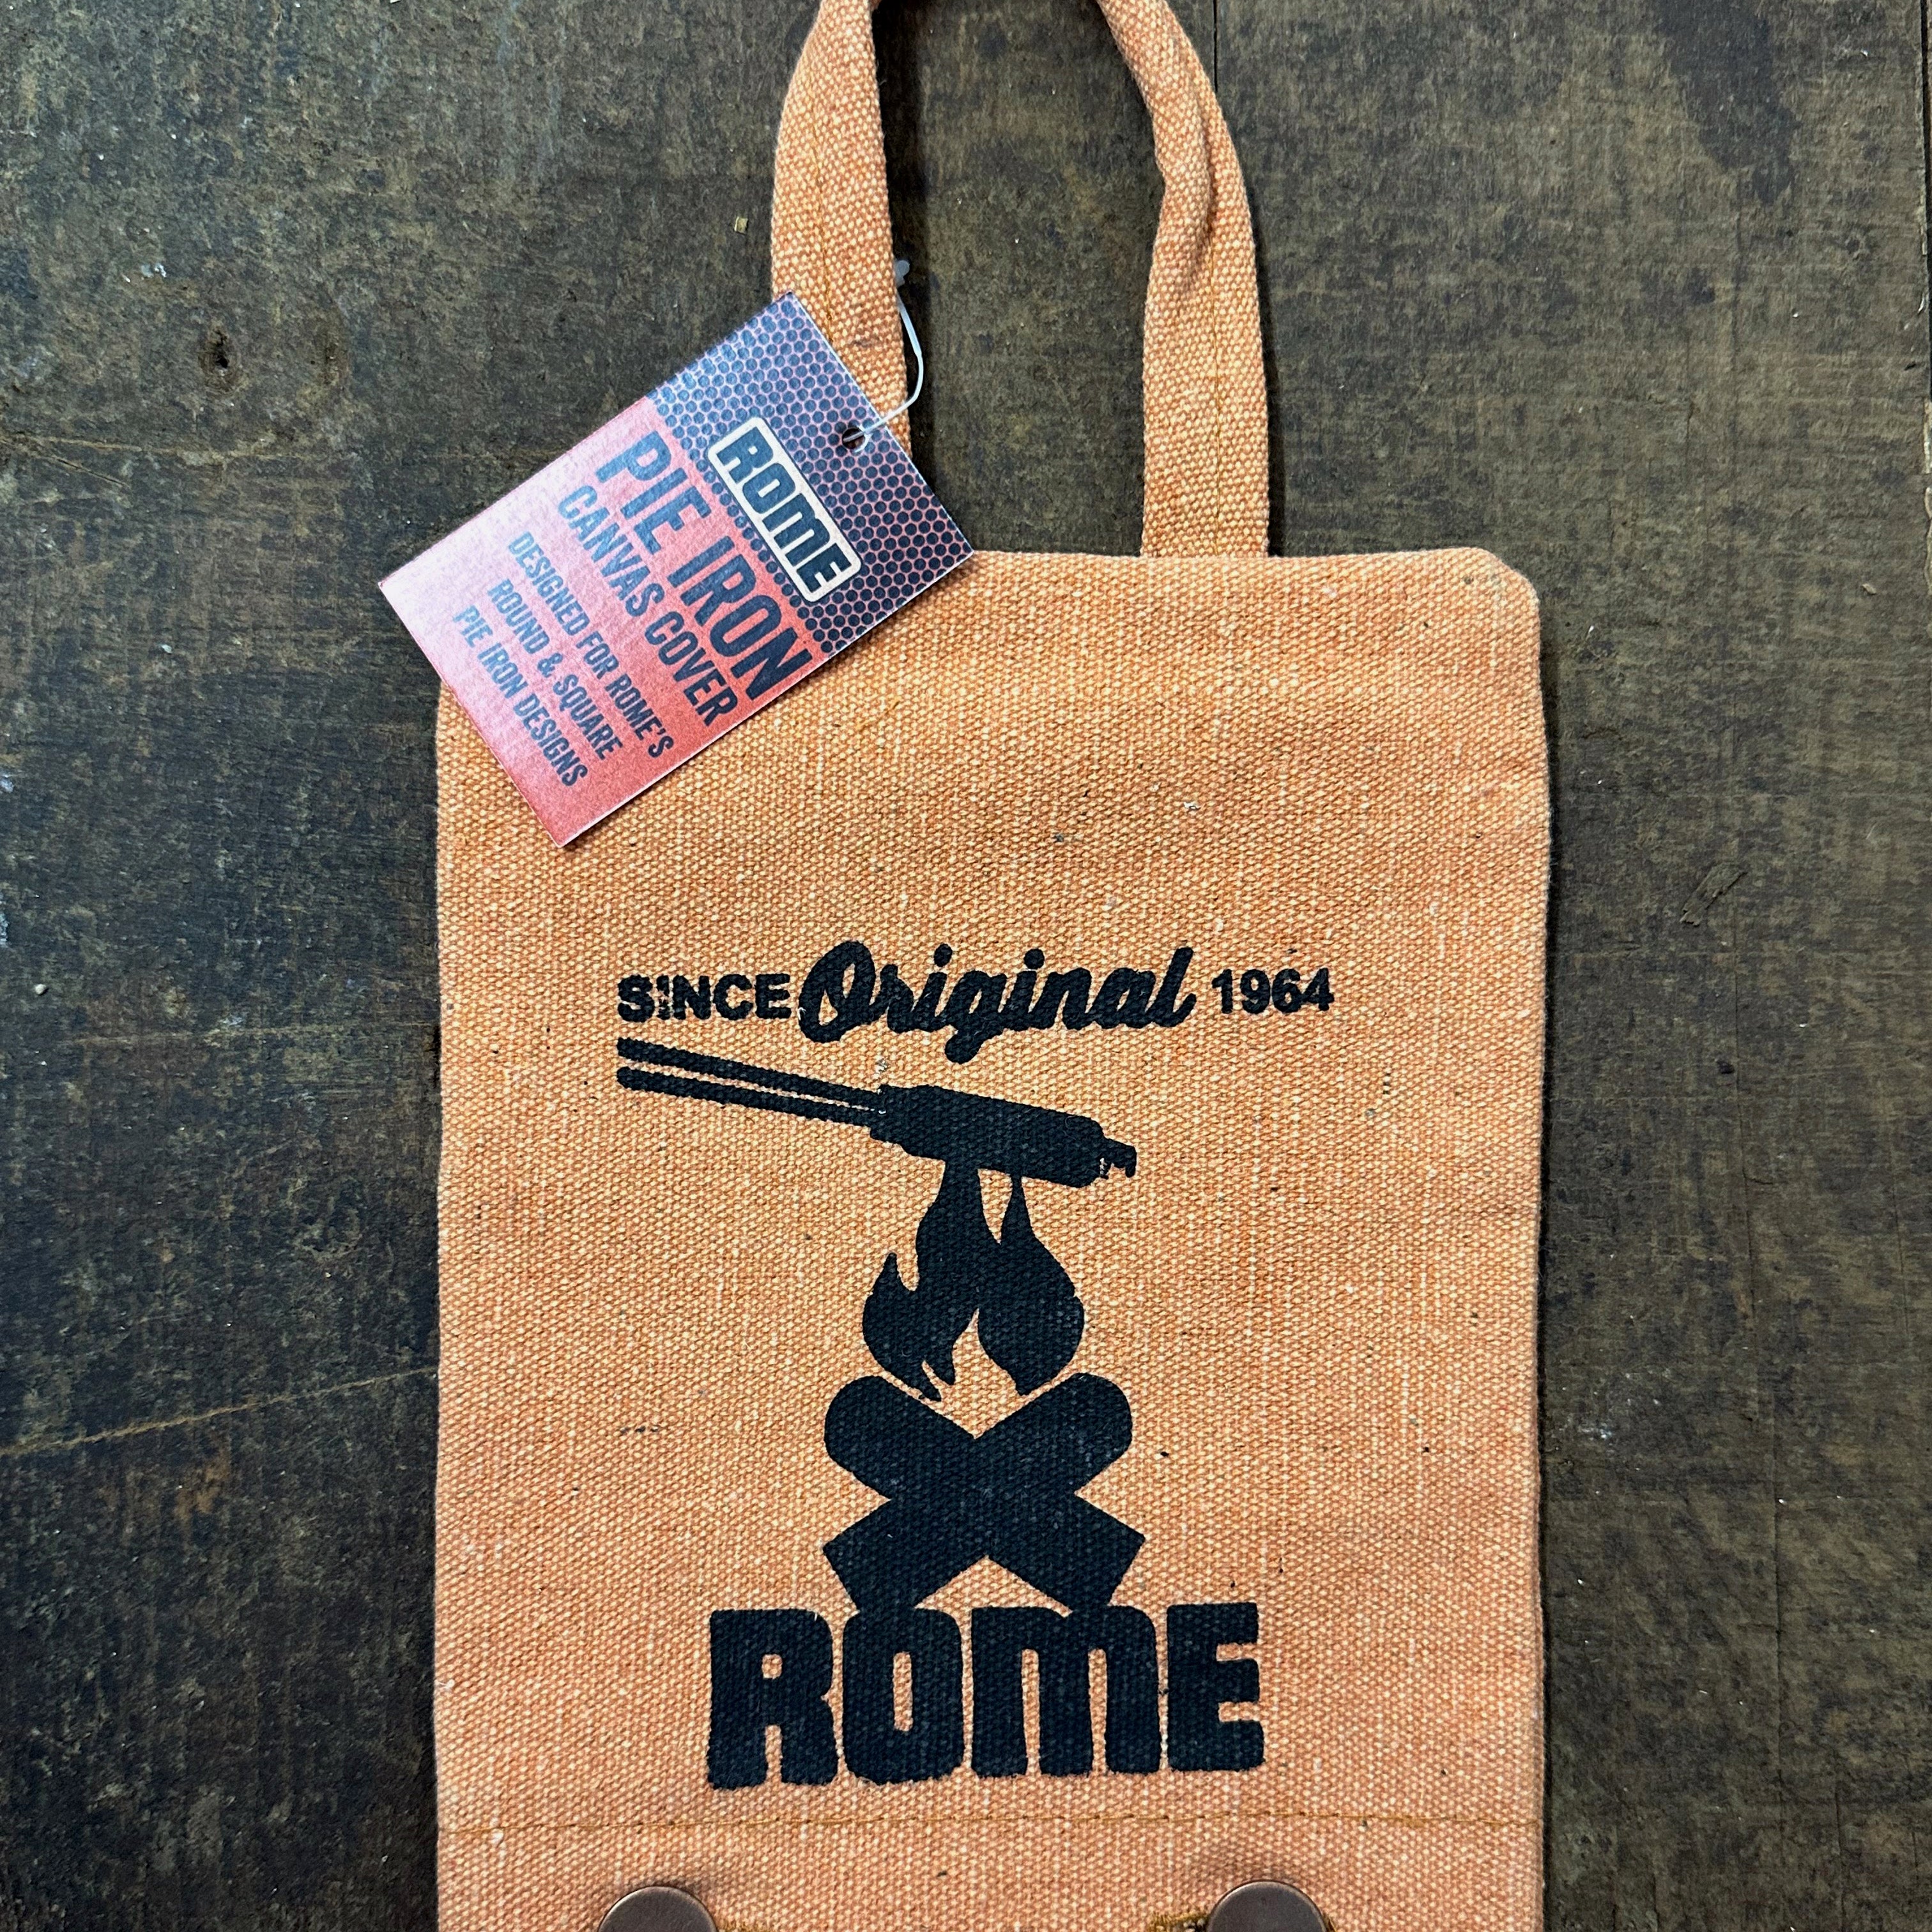 ROME
PIE IRON
CANVAS COVER
DESIGNED FOR ROME'S
ROUND & SQUARE
PIE IRON DESIGNS
SINCE Original 1964
ROME